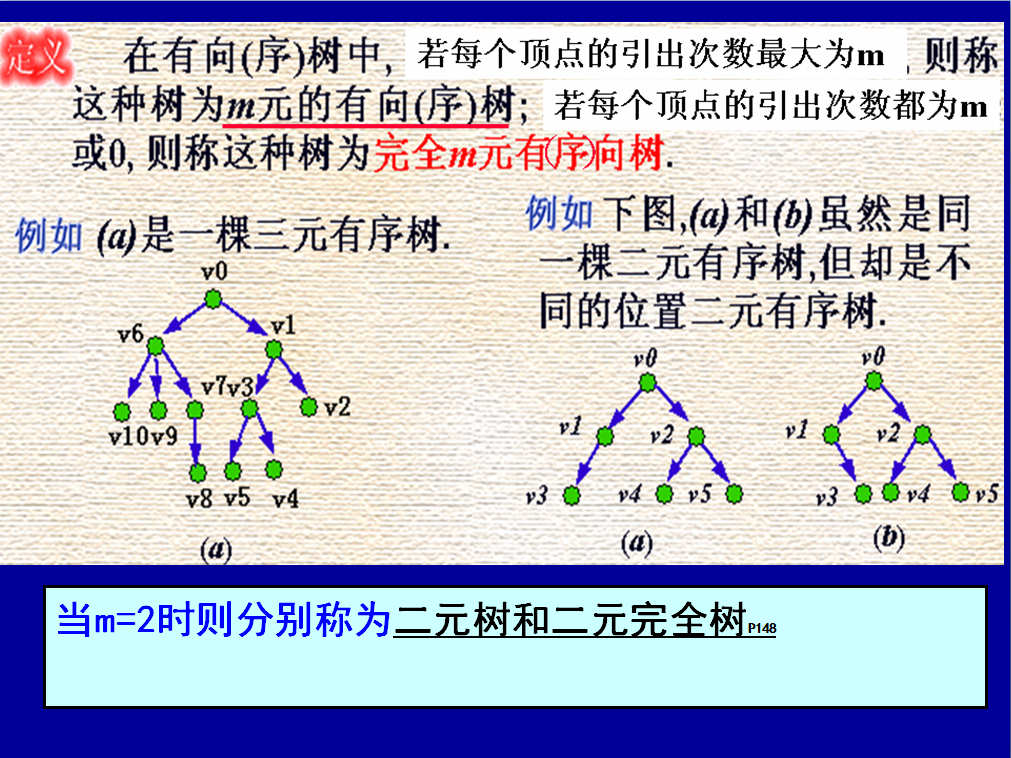 定义 在有向(序)树中, 若每个顶点的引出次数最大为m , 则称
这种树为m元的有向(序)树; 若每个顶点的引出次数都为m
或0, 则称这种树为完全m元有(序)向树.
例如 (a)是一棵三元有序树.
v0
v6 v1
v7 v3 v2
v10 v9
v8 v5 v4
(a)
例如 下图,(a)和(b)虽然是同
一棵二元有序树,但却是不
同的位置二元有序树.
v0
v1 v2
v3 v4 v5
(a)
v0
v1 v2
v3 v4 v5
(b)
当m=2时则分别称为二元树和二元完全树P148